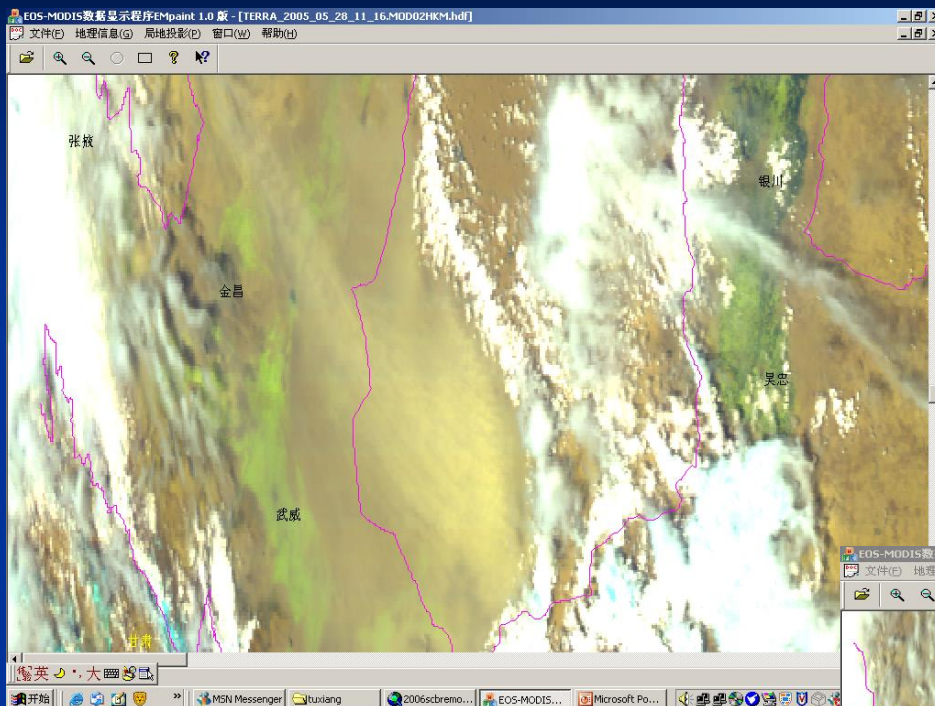 EOS-MODIS数据显示程序EMpaint 1.0 版 - [TERRA_2005_05_28_11_16.MOD02HKM.hdf]
文件(F) 地理信息(G) 局地投影(P) 窗口(W) 帮助(H)
张掖
银川
金昌
吴忠
武威
甘肃
EOS-MODIS数
文件(F) 地理
英 大
开始 » MSN Messenger tuxiang 2006scbremo... EOS-MODIS... Microsoft Po...